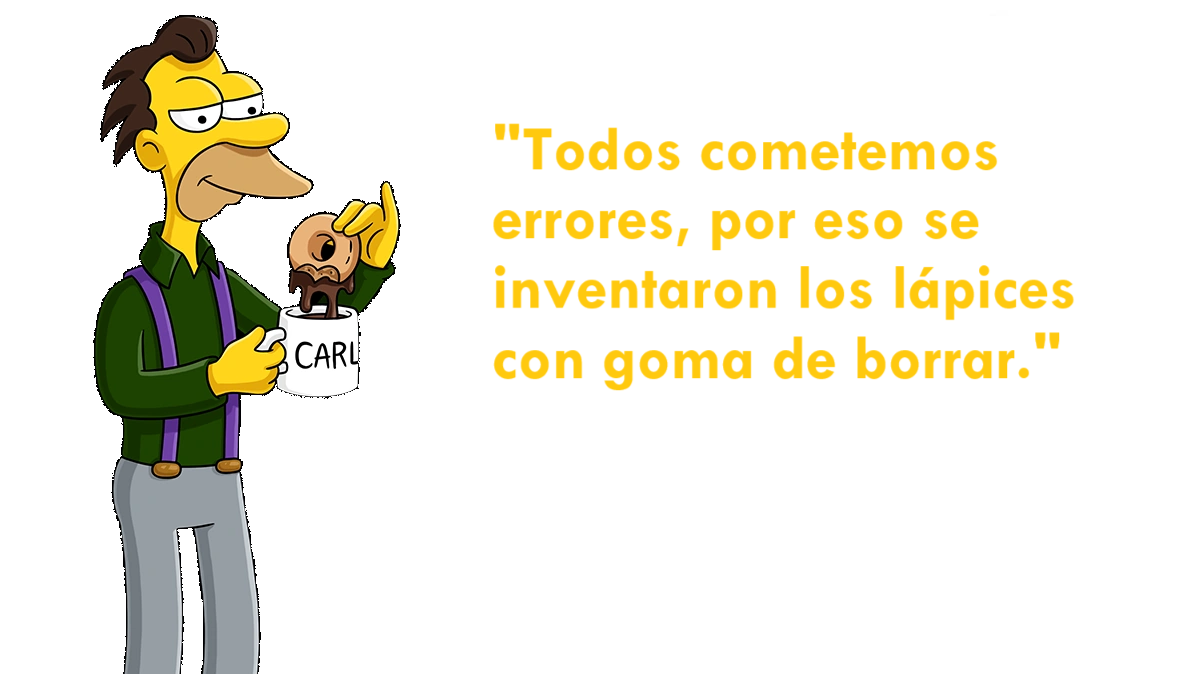 "Todos cometemos
errores, por eso se
inventaron los lápices
con goma de borrar."
CARL